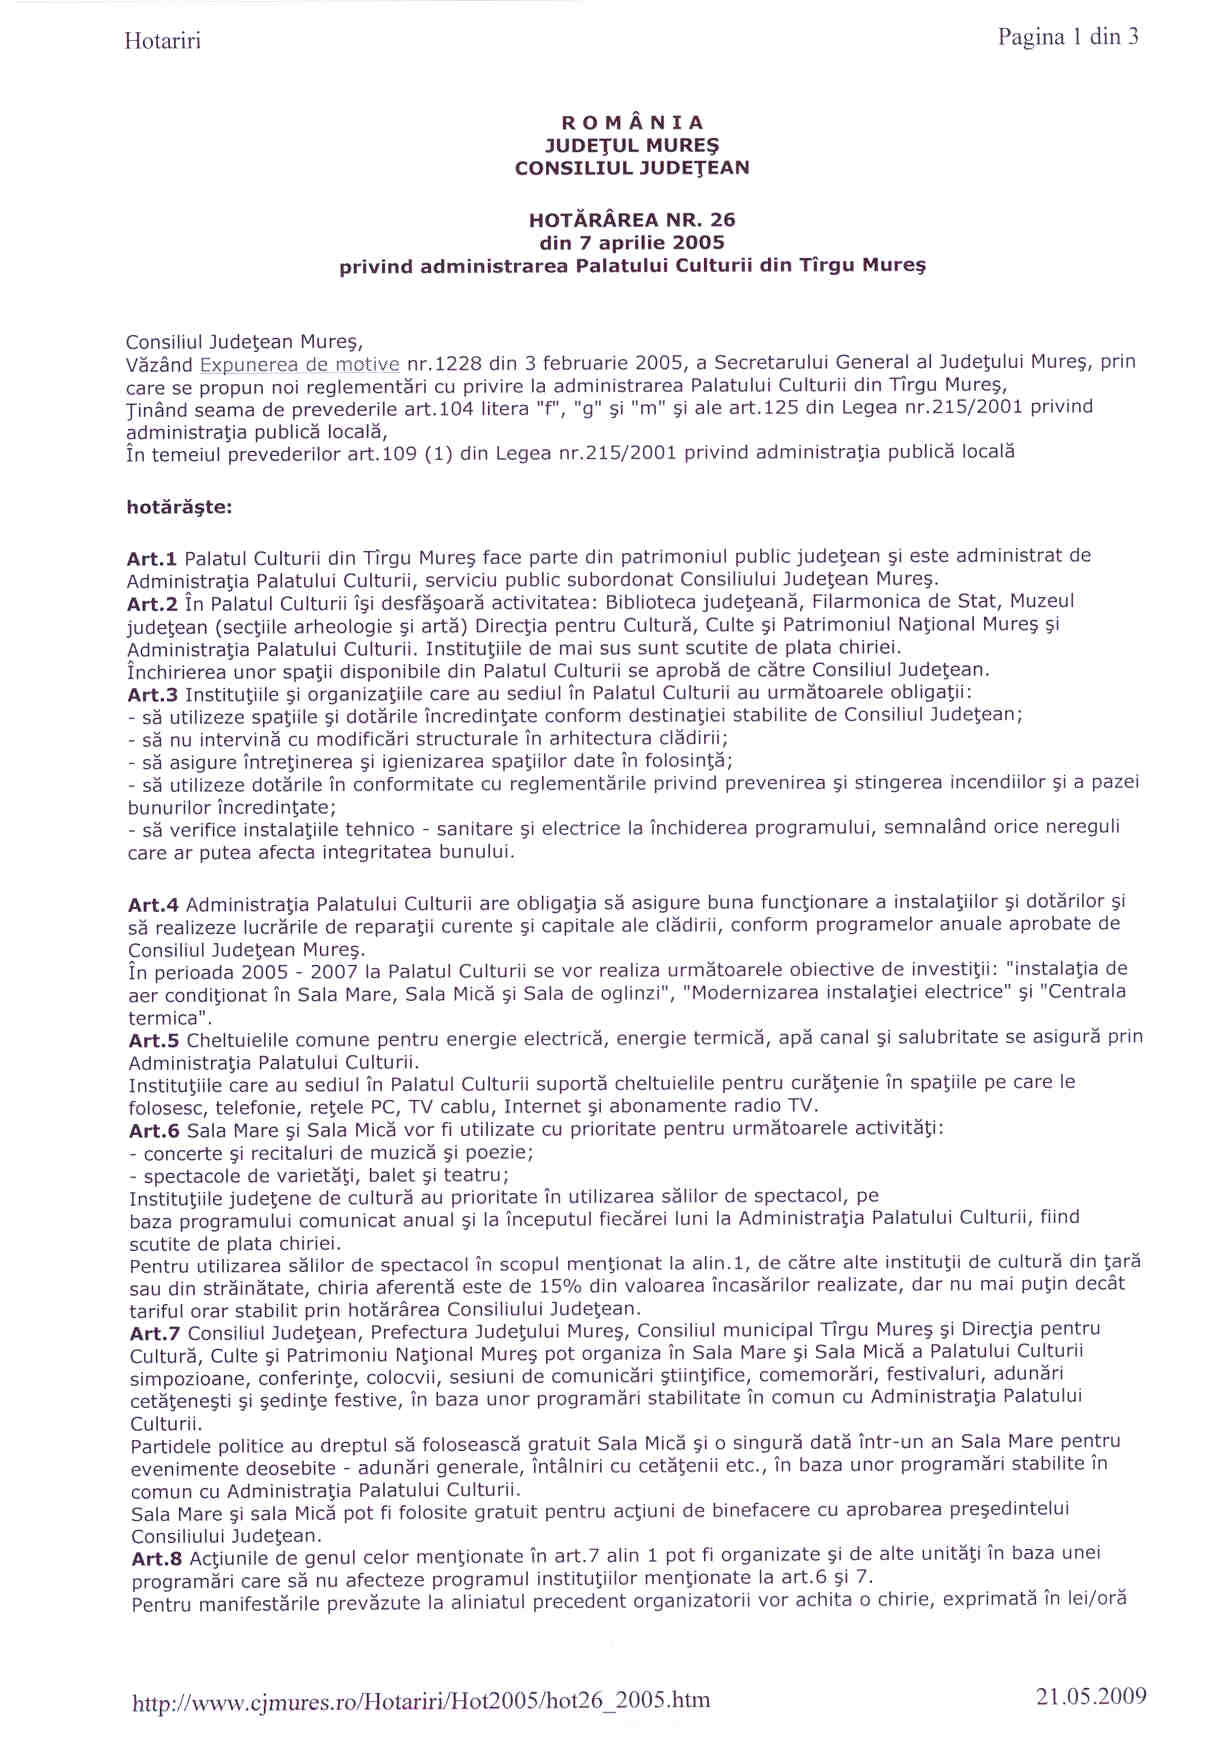 Hotariri
Pagina 1 din 3
R O M Â N I A
JUDEŢUL MUREŞ
CONSILIUL JUDEŢEAN
HOTĂRÂREA NR. 26
din 7 aprilie 2005
privind administrarea Palatului Culturii din Tîrgu Mureş
Consiliul Judeţean Mureş,
Văzând Expunerea de motive nr.1228 din 3 februarie 2005, a Secretarului General al Judeţului Mureş, prin
care se propun noi reglementări cu privire la administrarea Palatului Culturii din Tîrgu Mureş,
Ţinând seama de prevederile art.104 litera "f", "g" şi "m" şi ale art.125 din Legea nr.215/2001 privind
administraţia publică locală,
În temeiul prevederilor art.109 (1) din Legea nr.215/2001 privind administraţia publică locală
hotărăşte:
Art.1 Palatul Culturii din Tîrgu Mureş face parte din patrimoniul public judeţean şi este administrat de
Administraţia Palatului Culturii, serviciu public subordonat Consiliului Judeţean Mureş.
Art.2 În Palatul Culturii îşi desfăşoară activitatea: Biblioteca judeţeană, Filarmonica de Stat, Muzeul
judeţean (secţiile arheologie şi artă) Direcţia pentru Cultură, Culte şi Patrimoniul Naţional Mureş şi
Administraţia Palatului Culturii. Instituţiile de mai sus sunt scutite de plata chiriei.
Închirierea unor spaţii disponibile din Palatul Culturii se aprobă de către Consiliul Judeţean.
Art.3 Instituţiile şi organizaţiile care au sediul în Palatul Culturii au următoarele obligaţii:
- să utilizeze spaţiile şi dotările încredinţate conform destinaţiei stabilite de Consiliul Judeţean;
- să nu intervină cu modificări structurale în arhitectura clădirii;
- să asigure întreţinerea şi igienizarea spaţiilor date în folosinţă;
- să utilizeze dotările în conformitate cu reglementările privind prevenirea şi stingerea incendiilor şi a pazei
bunurilor încredinţate;
- să verifice instalaţiile tehnico - sanitare şi electrice la închiderea programului, semnalând orice nereguli
care ar putea afecta integritatea bunului.
Art.4 Administraţia Palatului Culturii are obligaţia să asigure buna funcţionare a instalaţiilor şi dotărilor şi
să realizeze lucrările de reparaţii curente şi capitale ale clădirii, conform programelor anuale aprobate de
Consiliul Judeţean Mureş.
În perioada 2005 - 2007 la Palatul Culturii se vor realiza următoarele obiective de investiţii: "instalaţia de
aer condiţionat în Sala Mare, Sala Mică şi Sala de oglinzi", "Modernizarea instalaţiei electrice" şi "Centrala
termica".
Art.5 Cheltuielile comune pentru energie electrică, energie termică, apă canal şi salubritate se asigură prin
Administraţia Palatului Culturii.
Instituţiile care au sediul în Palatul Culturii suportă cheltuielile pentru curăţenie în spaţiile pe care le
folosesc, telefonie, reţele PC, TV cablu, Internet şi abonamente radio TV.
Art.6 Sala Mare şi Sala Mică vor fi utilizate cu prioritate pentru următoarele activităţi:
- concerte şi recitaluri de muzică şi poezie;
- spectacole de varietăţi, balet şi teatru;
Instituţiile judeţene de cultură au prioritate în utilizarea sălilor de spectacol, pe
baza programului comunicat anual şi la începutul fiecărei luni la Administraţia Palatului Culturii, fiind
scutite de plata chiriei.
Pentru utilizarea sălilor de spectacol în scopul menţionat la alin.1, de către alte instituţii de cultură din ţară
sau din străinătate, chiria aferentă este de 15% din valoarea încasărilor realizate, dar nu mai puţin decât
tariful orar stabilit prin hotărârea Consiliului Judeţean.
Art.7 Consiliul Judeţean, Prefectura Judeţului Mureş, Consiliul municipal Tîrgu Mureş şi Direcţia pentru
Cultură, Culte şi Patrimoniu Naţional Mureş pot organiza în Sala Mare şi Sala Mică a Palatului Culturii
simpozioane, conferinţe, colocvii, sesiuni de comunicări ştiinţifice, comemorări, festivaluri, adunări
cetăţeneşti şi şedinţe festive, în baza unor programări stabilitate în comun cu Administraţia Palatului
Culturii.
Partidele politice au dreptul să folosească gratuit Sala Mică şi o singură dată într-un an Sala Mare pentru
evenimente deosebite - adunări generale, întâlniri cu cetăţenii etc., în baza unor programări stabilite în
comun cu Administraţia Palatului Culturii.
Sala Mare şi sala Mică pot fi folosite gratuit pentru acţiuni de binefacere cu aprobarea preşedintelui
Consiliului Judeţean.
Art.8 Acţiunile de genul celor menţionate în art.7 alin 1 pot fi organizate şi de alte unităţi în baza unei
programări care să nu afecteze programul instituţiilor menţionate la art.6 şi 7.
Pentru manifestările prevăzute la aliniatul precedent organizatorii vor achita o chirie, exprimată în lei/oră
http://www.cjmures.ro/Hotariri/Hot2005/hot26_2005.htm
21.05.2009